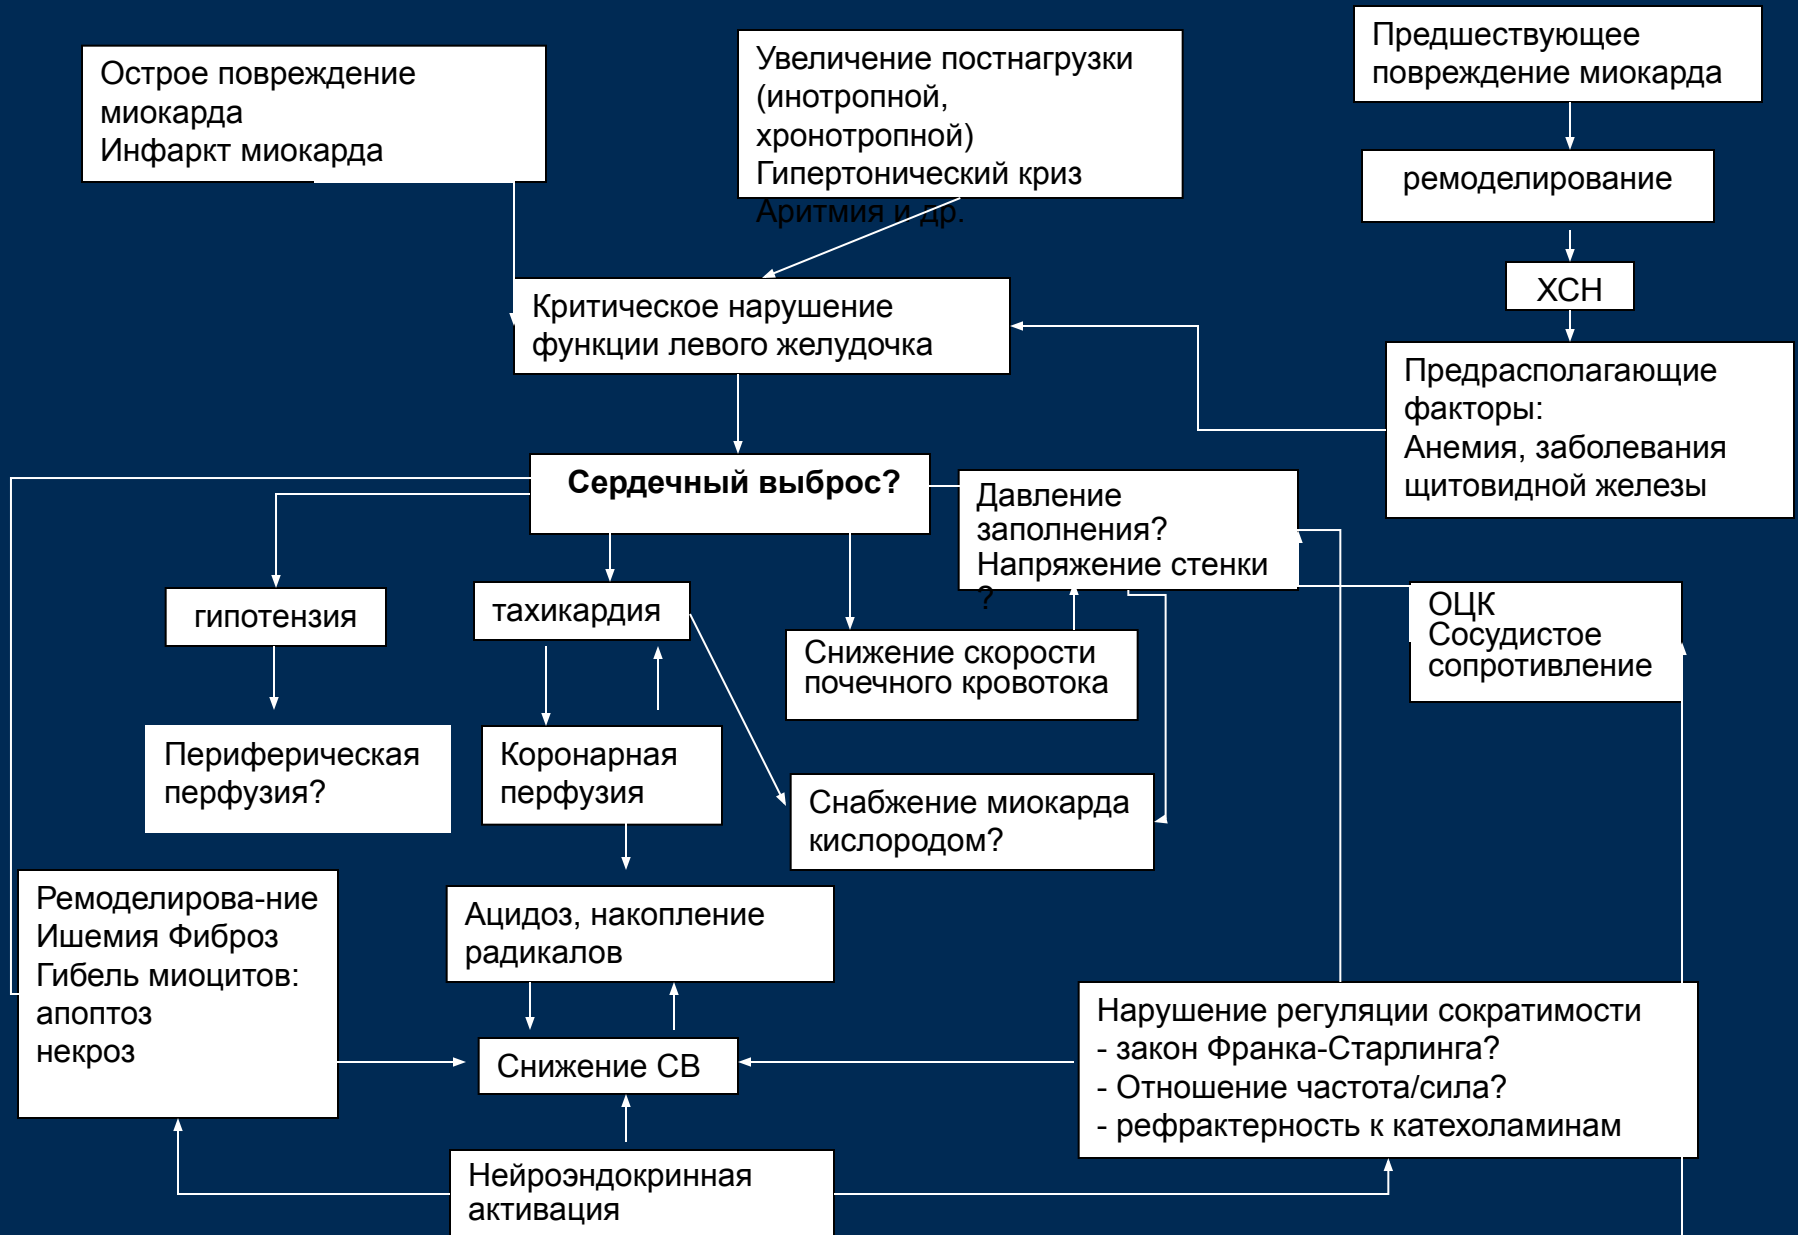 Острое повреждение
миокарда
Инфаркт миокарда
Увеличение постнагрузки
(инотропной,
хронотропной)
Гипертонический криз
Аритмия и др.
Предшествующее
повреждение миокарда
ремоделирование
ХСН
Критическое нарушение
функции левого желудочка
Предрасполагающие
факторы:
Анемия, заболевания
щитовидной железы
Сердечный выброс?
Давление
заполнения?
Напряжение стенки
?
гипотензия
тахикардия
ОЦК
Сосудистое
сопротивление
Снижение скорости
почечного кровотока
Периферическая
перфузия?
Коронарная
перфузия
Снабжение миокарда
кислородом?
Ремоделирова-ние
Ишемия Фиброз
Гибель миоцитов:
апоптоз
некроз
Ацидоз, накопление
радикалов
Снижение СВ
Нарушение регуляции сократимости
- закон Франка-Старлинга?
- Отношение частота/сила?
- рефрактерность к катехоламинам
Нейроэндокринная
активация